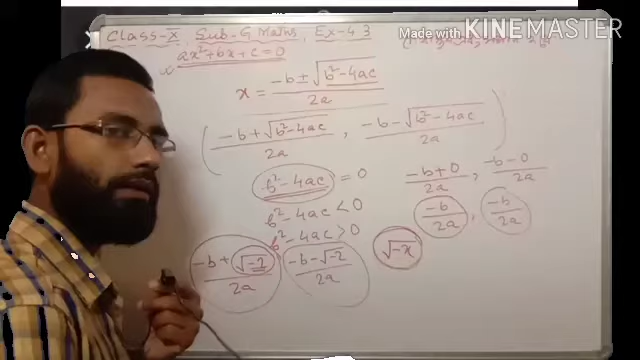 Made with KINEMASTER
Class-X Sub-G Maths, Ex-4.3
ax²+bx+c=0
x = -b±√b²-4ac / 2a
( -b+√b²-4ac / 2a , -b-√b²-4ac / 2a )
b²-4ac = 0
-b+0 / 2a , -b-0 / 2a
b²-4ac < 0
-b / 2a , -b / 2a
b²-4ac > 0
√-x
-b+√-2 / 2a
-b-√-2 / 2a